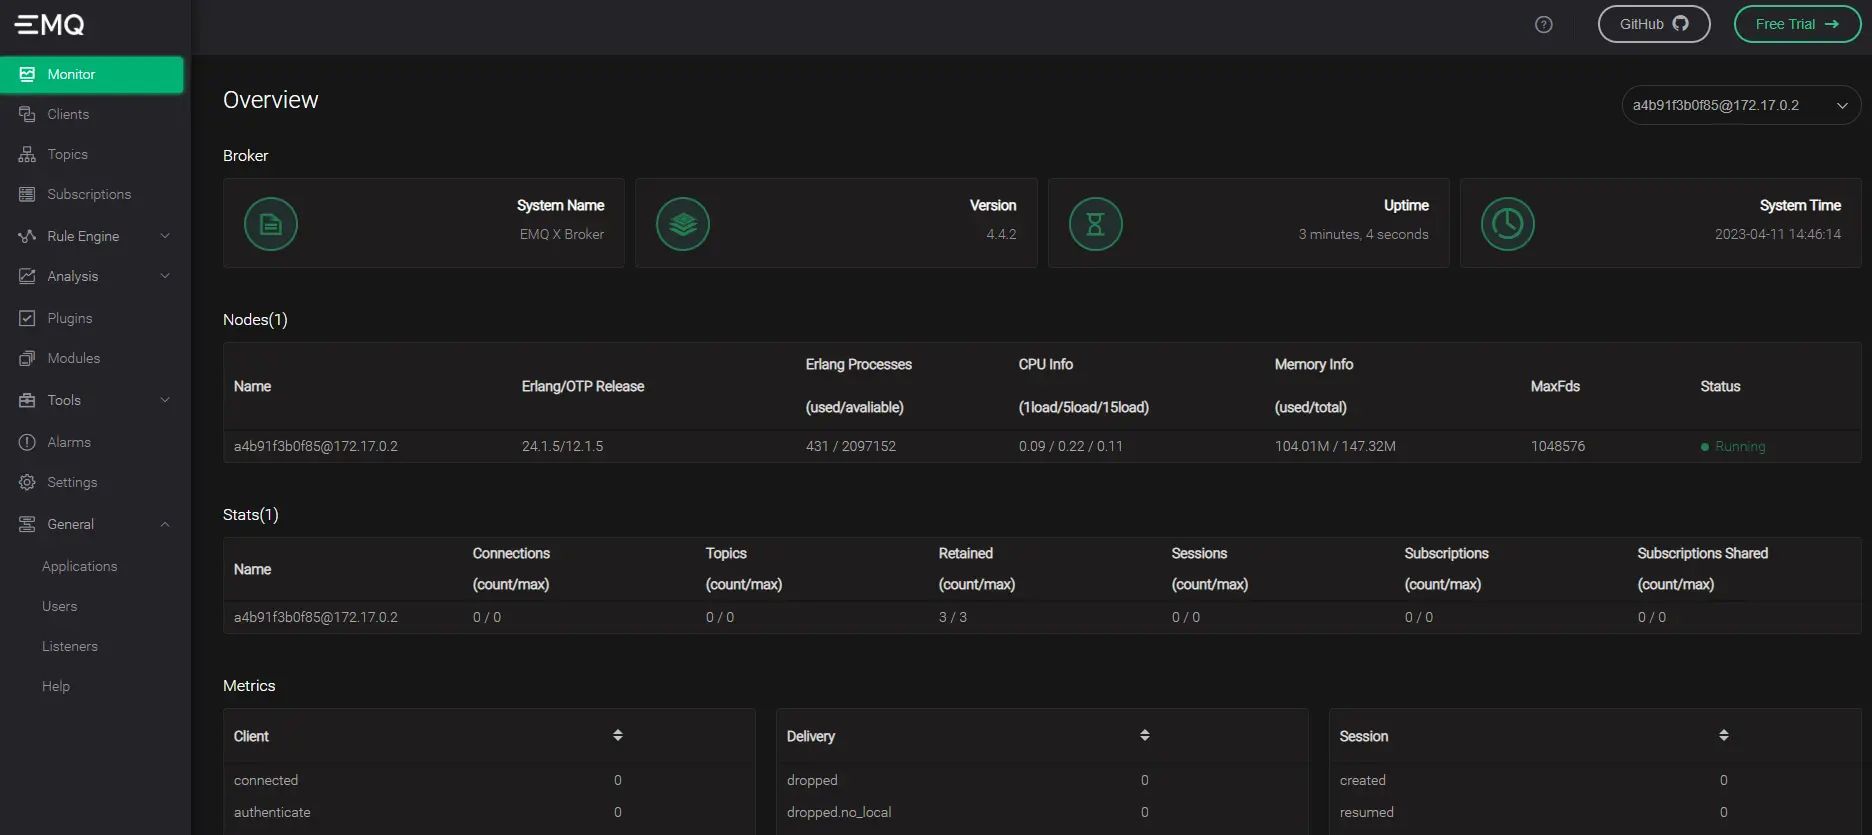 EMQ
GitHub
Free Trial →
Monitor
Clients
Topics
Subscriptions
Rule Engine
Analysis
Plugins
Modules
Tools
Alarms
Settings
General
Applications
Users
Listeners
Help
Overview
a4b91f3b0f85@172.17.0.2
Broker
System Name
EMQ X Broker
Version
4.4.2
Uptime
3 minutes, 4 seconds
System Time
2023-04-11 14:46:14
Nodes(1)
Name Erlang/OTP Release Erlang Processes (used/avaliable) CPU Info (1load/5load/15load) Memory Info (used/total) MaxFds Status
a4b91f3b0f85@172.17.0.2 24.1.5/12.1.5 431 / 2097152 0.09 / 0.22 / 0.11 104.01M / 147.32M 1048576 Running
Stats(1)
Name Connections (count/max) Topics (count/max) Retained (count/max) Sessions (count/max) Subscriptions (count/max) Subscriptions Shared (count/max)
a4b91f3b0f85@172.17.0.2 0 / 0 0 / 0 3 / 3 0 / 0 0 / 0 0 / 0
Metrics
Client
connected 0
authenticate 0
Delivery
dropped 0
dropped.no_local 0
Session
created 0
resumed 0